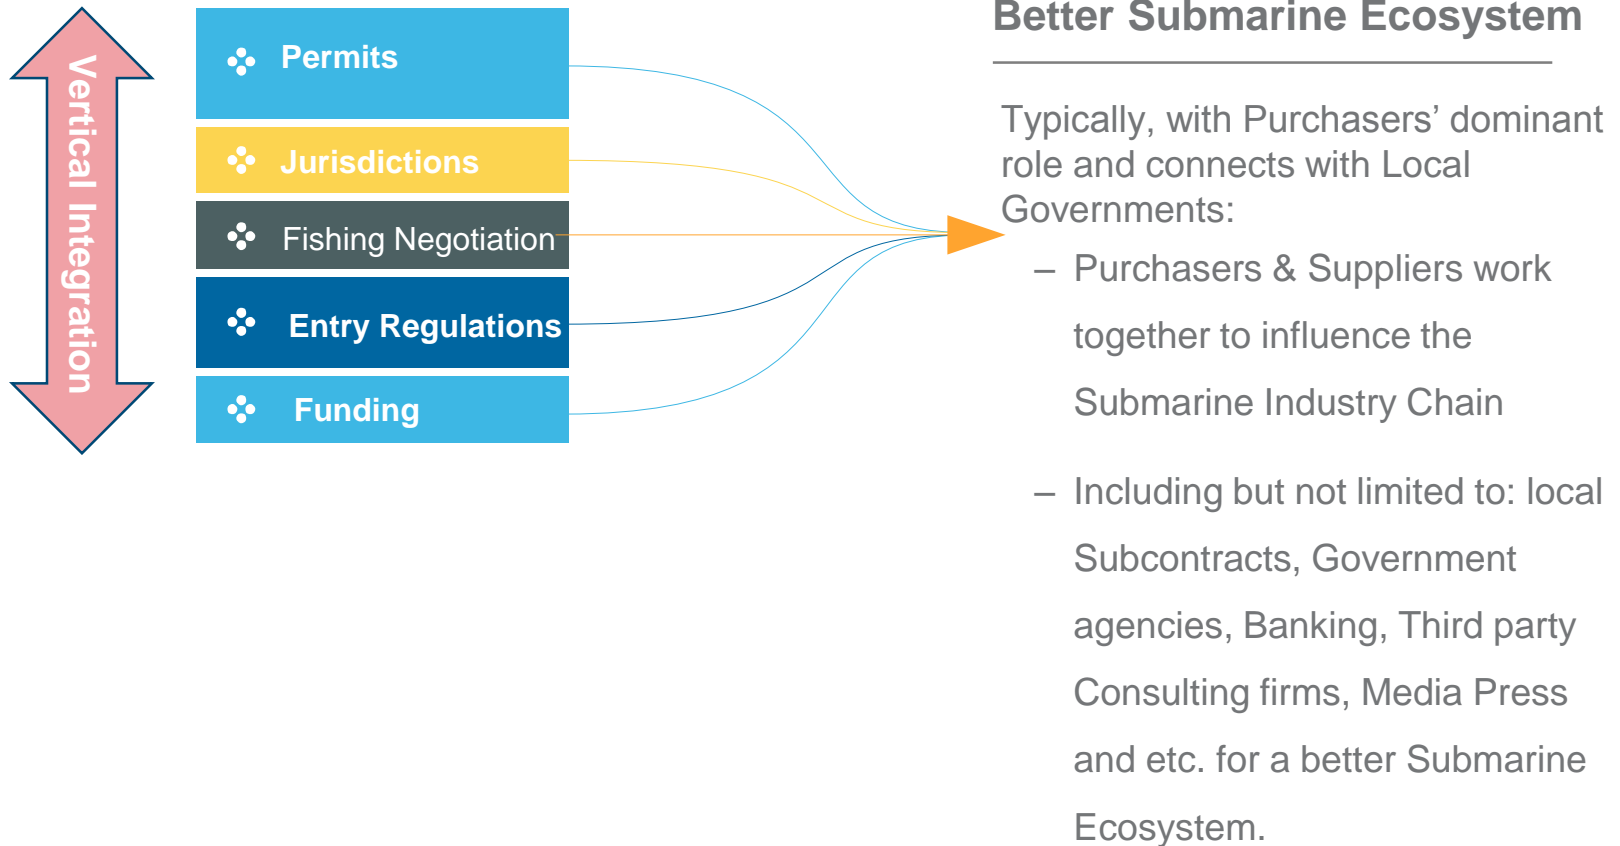 Vertical Integration
Permits
Jurisdictions
Fishing Negotiation
Entry Regulations
Funding
Better Submarine Ecosystem
Typically, with Purchasers’ dominant
role and connects with Local
Governments:
– Purchasers & Suppliers work
together to influence the
Submarine Industry Chain
– Including but not limited to: local
Subcontracts, Government
agencies, Banking, Third party
Consulting firms, Media Press
and etc. for a better Submarine
Ecosystem.